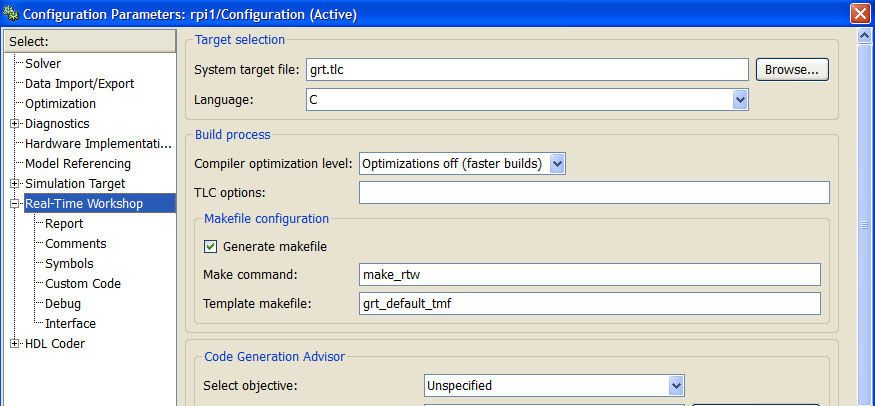 Configuration Parameters: rpi1/Configuration (Active)
Select:
Solver
Data Import/Export
Optimization
Diagnostics
Hardware Implementati...
Model Referencing
Simulation Target
Real-Time Workshop
Report
Comments
Symbols
Custom Code
Debug
Interface
HDL Coder
Target selection
System target file: grt.tlc Browse...
Language: C
Build process
Compiler optimization level: Optimizations off (faster builds)
TLC options:
Makefile configuration
Generate makefile
Make command: make_rtw
Template makefile: grt_default_tmf
Code Generation Advisor
Select objective: Unspecified